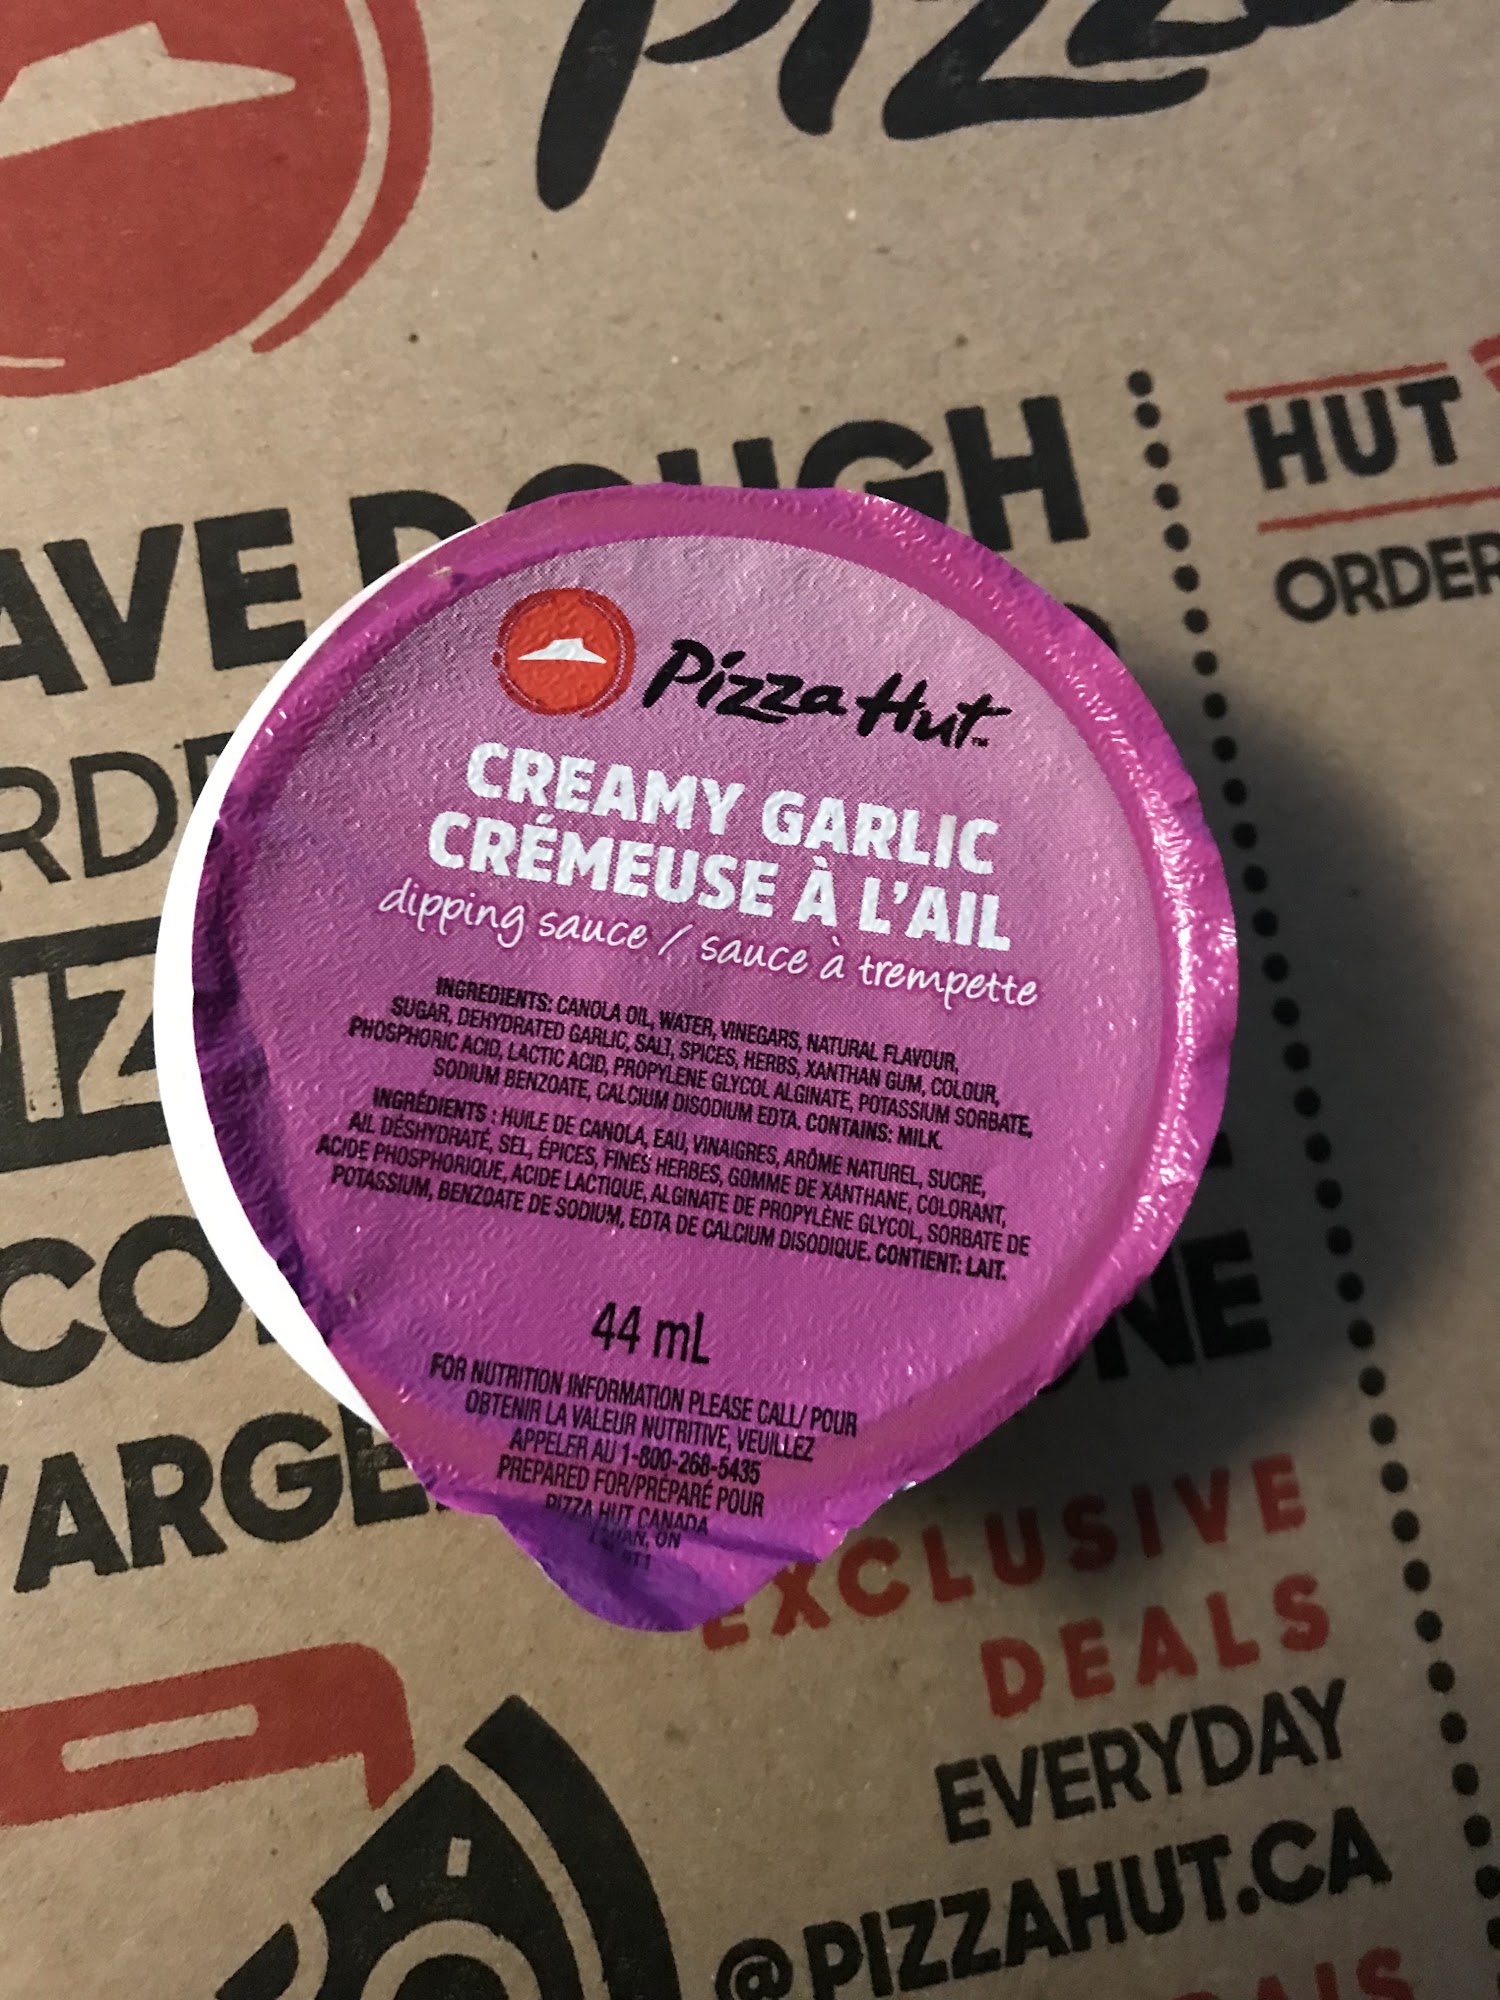 Pizza
HUT
ORDER
DOUGH
Pizza Hut™
CREAMY GARLIC
CRÉMEUSE À L'AIL
dipping sauce / sauce à trempette
INGREDIENTS: CANOLA OIL, WATER, VINEGARS, NATURAL FLAVOUR,
SUGAR, DEHYDRATED GARLIC, SALT, SPICES, HERBS, XANTHAN GUM, COLOUR,
PHOSPHORIC ACID, LACTIC ACID, PROPYLENE GLYCOL ALGINATE, POTASSIUM SORBATE,
SODIUM BENZOATE, CALCIUM DISODIUM EDTA. CONTAINS: MILK.
INGRÉDIENTS : HUILE DE CANOLA, EAU, VINAIGRES, ARÔME NATUREL, SUCRE,
AIL DÉSHYDRATÉ, SEL, ÉPICES, FINES HERBES, GOMME DE XANTHANE, COLORANT,
ACIDE PHOSPHORIQUE, ACIDE LACTIQUE, ALGINATE DE PROPYLÈNE GLYCOL, SORBATE DE
POTASSIUM, BENZOATE DE SODIUM, EDTA DE CALCIUM DISODIQUE. CONTIENT: LAIT.
44 mL
FOR NUTRITION INFORMATION PLEASE CALL/ POUR
OBTENIR LA VALEUR NUTRITIVE, VEUILLEZ
APPELER AU 1-800-268-5435
PREPARED FOR/PRÉPARÉ POUR
PIZZA HUT CANADA
ON
EXCLUSIVE
DEALS
EVERYDAY
@PIZZAHUT.CA